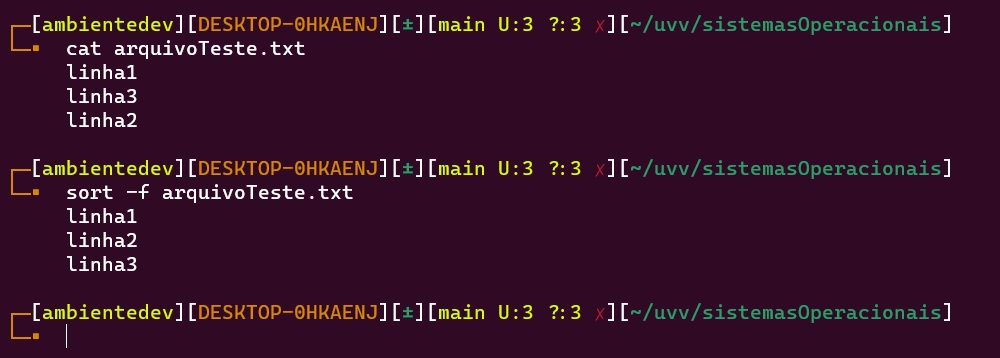 [ambientedev][DESKTOP-0HKAENJ][±][main U:3 ?:3 ✗][~/uvv/sistemasOperacionais]
cat arquivoTeste.txt
linha1
linha3
linha2
[ambientedev][DESKTOP-0HKAENJ][±][main U:3 ?:3 ✗][~/uvv/sistemasOperacionais]
sort -f arquivoTeste.txt
linha1
linha2
linha3
[ambientedev][DESKTOP-0HKAENJ][±][main U:3 ?:3 ✗][~/uvv/sistemasOperacionais]